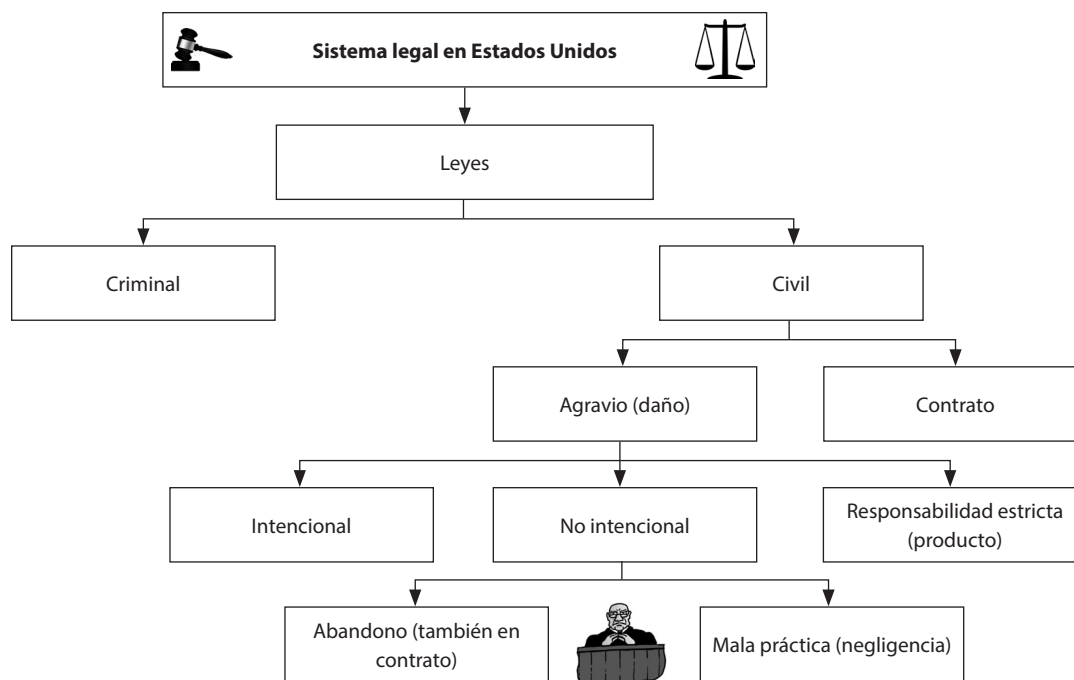 Sistema legal en Estados Unidos
Leyes
Criminal
Civil
Agravio (daño)
Contrato
Intencional
No intencional
Responsabilidad estricta
(producto)
Abandono (también en
contrato)
Mala práctica (negligencia)